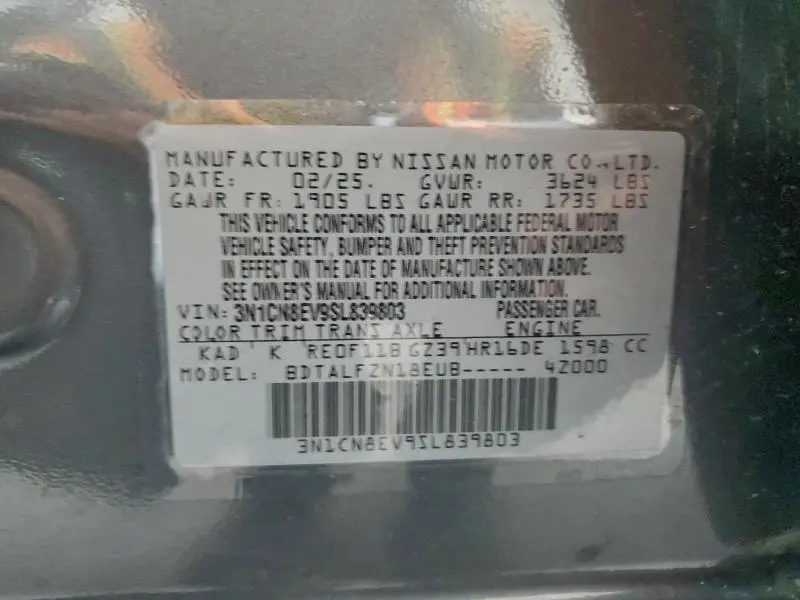 MANUFACTURED BY NISSAN MOTOR CO., LTD.
DATE: 02/25. GVWR: 3624 LBS
GAWR FR: 1905 LBS GAWR RR: 1735 LBS
THIS VEHICLE CONFORMS TO ALL APPLICABLE FEDERAL MOTOR
VEHICLE SAFETY, BUMPER AND THEFT PREVENTION STANDARDS
IN EFFECT ON THE DATE OF MANUFACTURE SHOWN ABOVE.
SEE OWNER'S MANUAL FOR ADDITIONAL INFORMATION.
VIN: 3N1CN8EV9SL839803 PASSENGER CAR.
COLOR TRIM TRANS AXLE ENGINE
KAD K RE0F11B GZ39 HR16DE 1598 CC
MODEL: BDTALFZN18EUB----- 42000
3N1CN8EV9SL839803